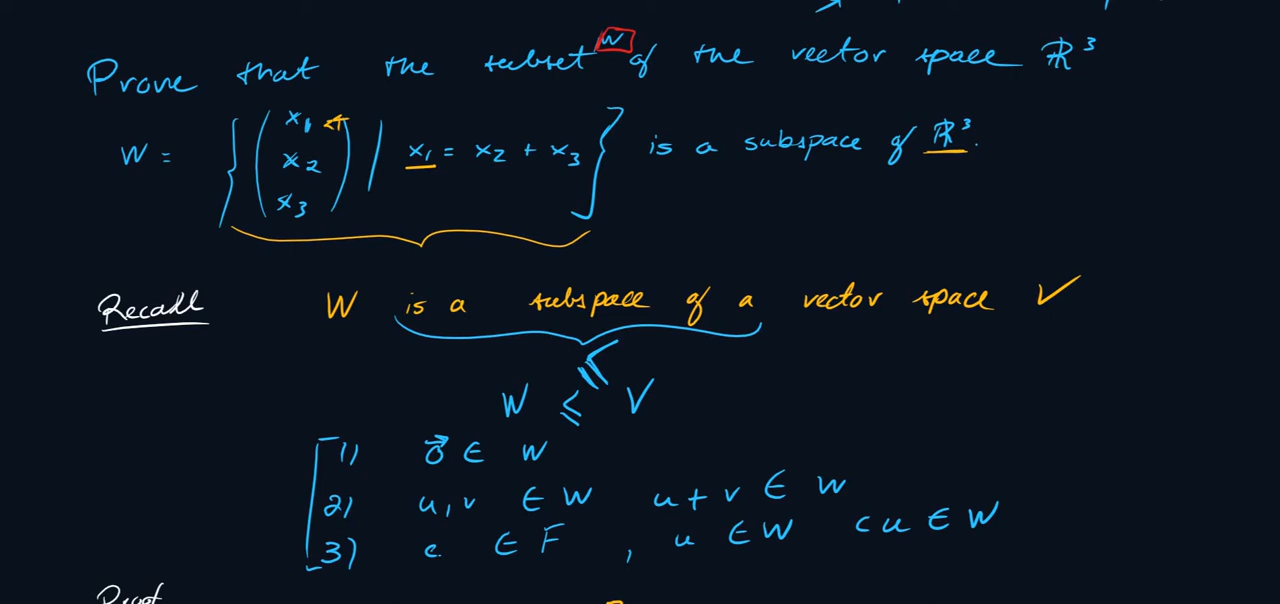 Prove that the subset W of the vector space ℝ³
W = { (x₁ x₂ x₃) | x₁ = x₂ + x₃ } is a subspace of ℝ³.
Recall W is a subspace of a vector space V
W ≤ V
1) 0⃗ ∈ W
2) u, v ∈ W u + v ∈ W
3) c ∈ F, u ∈ W cu ∈ W
Proof